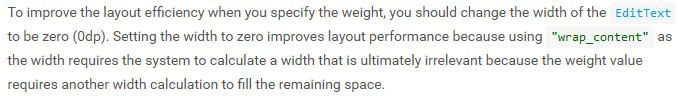 To improve the layout efficiency when you specify the weight, you should change the width of the EditText
to be zero (0dp). Setting the width to zero improves layout performance because using "wrap_content" as
the width requires the system to calculate a width that is ultimately irrelevant because the weight value
requires another width calculation to fill the remaining space.